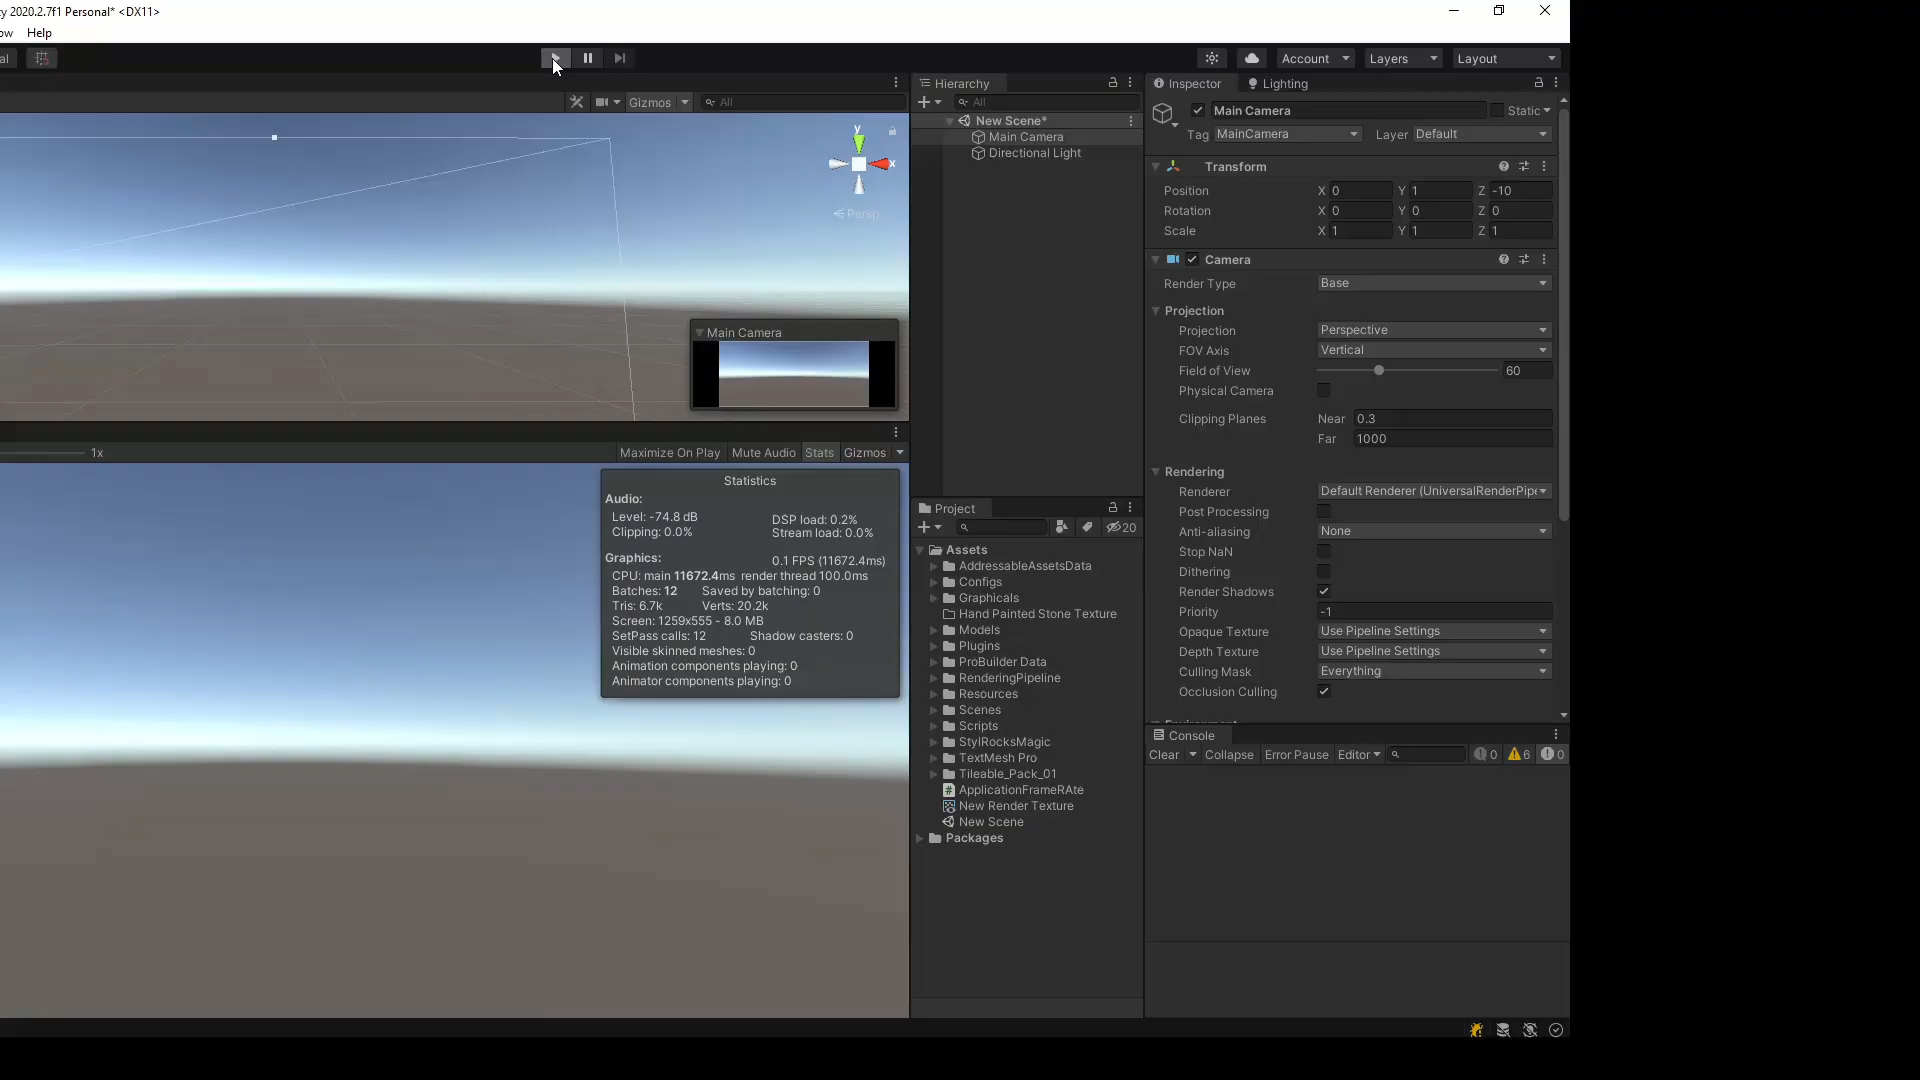 ty 2020.2.7f1 Personal* <DX11>
ow Help
al
Account
Layers
Layout
Gizmos
All
y
x
Persp
Main Camera
1x
Maximize On Play
Mute Audio
Stats
Gizmos
Statistics
Audio:
Level: -74.8 dB DSP load: 0.2%
Clipping: 0.0% Stream load: 0.0%
Graphics: 0.1 FPS (11672.4ms)
CPU: main 11672.4ms render thread 100.0ms
Batches: 12 Saved by batching: 0
Tris: 6.7k Verts: 20.2k
Screen: 1259x555 - 8.0 MB
SetPass calls: 12 Shadow casters: 0
Visible skinned meshes: 0
Animation components playing: 0
Animator components playing: 0
Hierarchy
All
New Scene*
Main Camera
Directional Light
Project
20
Assets
AddressableAssetsData
Configs
Graphicals
Hand Painted Stone Texture
Models
Plugins
ProBuilder Data
RenderingPipeline
Resources
Scenes
Scripts
StylRocksMagic
TextMesh Pro
Tileable_Pack_01
ApplicationFrameRAte
New Render Texture
New Scene
Packages
Inspector
Lighting
Main Camera
Static
Tag MainCamera Layer Default
Transform
Position X 0 Y 1 Z -10
Rotation X 0 Y 0 Z 0
Scale X 1 Y 1 Z 1
Camera
Render Type Base
Projection
Projection Perspective
FOV Axis Vertical
Field of View 60
Physical Camera
Clipping Planes Near 0.3
Far 1000
Rendering
Renderer Default Renderer (UniversalRenderPipe
Post Processing
Anti-aliasing None
Stop NaN
Dithering
Render Shadows
Priority -1
Opaque Texture Use Pipeline Settings
Depth Texture Use Pipeline Settings
Culling Mask Everything
Occlusion Culling
Console
Clear Collapse Error Pause Editor 0 6 0